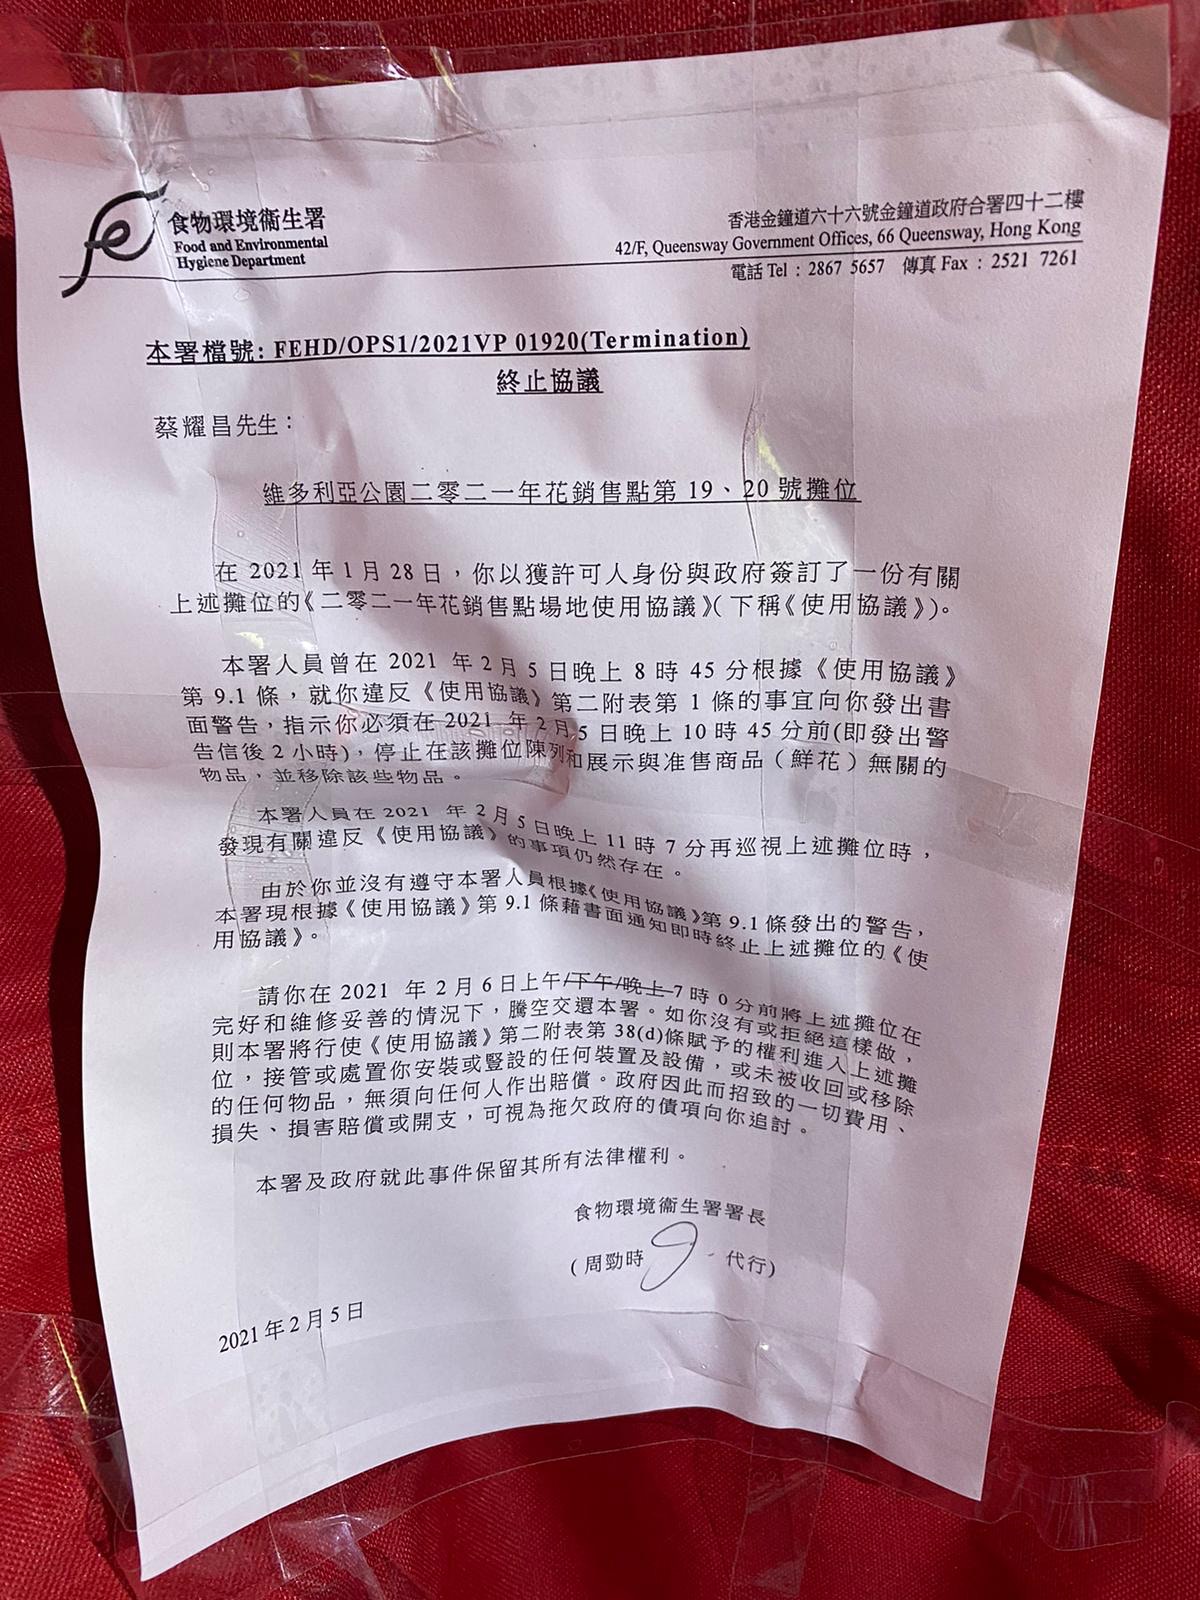 食物環境衞生署
Food and Environmental
Hygiene Department
香港金鐘道六十六號金鐘道政府合署四十二樓
42/F, Queensway Government Offices, 66 Queensway, Hong Kong
電話 Tel : 2867 5657 傳真 Fax : 2521 7261
本署檔號: FEHD/OPS1/2021VP 01920(Termination)
終止協議
蔡耀昌先生：
維多利亞公園二零二一年花銷售點第 19、20 號攤位
在 2021 年 1 月 28 日，你以獲許可人身份與政府簽訂了一份有關
上述攤位的《二零二一年花銷售點場地使用協議》（下稱《使用協議》）。
本署人員曾在 2021 年 2 月 5 日晚上 8 時 45 分根據《使用協議》
第 9.1 條，就你違反《使用協議》第二附表第 1 條的事宜向你發出書
面警告，指示你必須在 2021 年 2 月 5 日晚上 10 時 45 分前(即發出警
告信後 2 小時)，停止在該攤位陳列和展示與准售商品（鮮花）無關的
物品，並移除該些物品。
本署人員在 2021 年 2 月 5 日晚上 11 時 7 分再巡視上述攤位時，
發現有關違反《使用協議》的事項仍然存在。
由於你並沒有遵守本署人員根據《使用協議》第 9.1 條發出的警告，
本署現根據《使用協議》第 9.1 條藉書面通知即時終止上述攤位的《使
用協議》。
請你在 2021 年 2 月 6 日上午/下午/晚上 7 時 0 分前將上述攤位在
完好和維修妥善的情況下，騰空交還本署。如你沒有或拒絕這樣做，
則本署將行使《使用協議》第二附表第 38(d)條賦予的權利進入上述攤
位，接管或處置你安裝或豎設的任何裝置及設備，或未被收回或移除
的任何物品，無須向任何人作出賠償。政府因此而招致的一切費用、
損失、損害賠償或開支，可視為拖欠政府的債項向你追討。
本署及政府就此事件保留其所有法律權利。
食物環境衞生署署長
(周勁時 代行)
2021 年 2 月 5 日